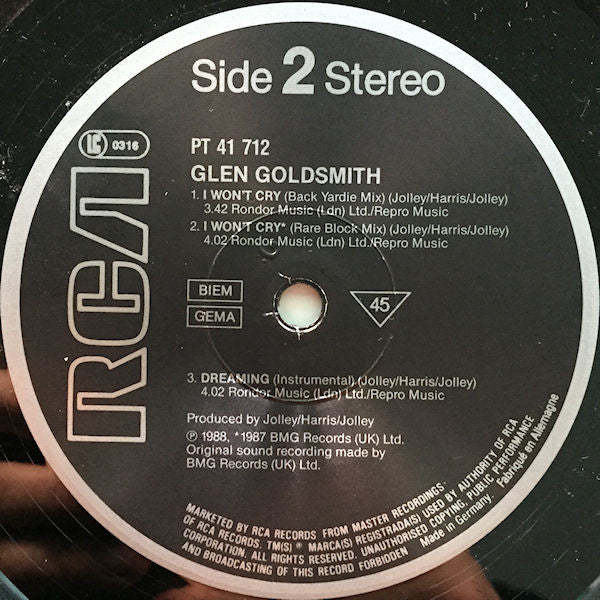 Side 2 Stereo
LC 0316
PT 41 712
GLEN GOLDSMITH
1. I WON'T CRY (Back Yardie Mix) (Jolley/Harris/Jolley)
3.42 Rondor Music (Ldn) Ltd./Repro Music
2. I WON'T CRY* (Rare Block Mix) (Jolley/Harris/Jolley)
4.02 Rondor Music (Ldn) Ltd./Repro Music
RCA
BIEM
GEMA
45
3. DREAMING (Instrumental) (Jolley/Harris/Jolley)
4.02 Rondor Music (Ldn) Ltd./Repro Music
Produced by Jolley/Harris/Jolley
℗ 1988, *1987 BMG Records (UK) Ltd.
Original sound recording made by
BMG Records (UK) Ltd.
MARKETED BY RCA RECORDS FROM MASTER RECORDINGS
OF RCA RECORDS, TM(S) ® MARCA(S) REGISTRADA(S) USED BY AUTHORITY OF RCA
CORPORATION. ALL RIGHTS RESERVED. UNAUTHORISED COPYING PUBLIC PERFORMANCE
AND BROADCASTING OF THIS RECORD FORBIDDEN
Made in Germany.
Fabriqué en Allemagne